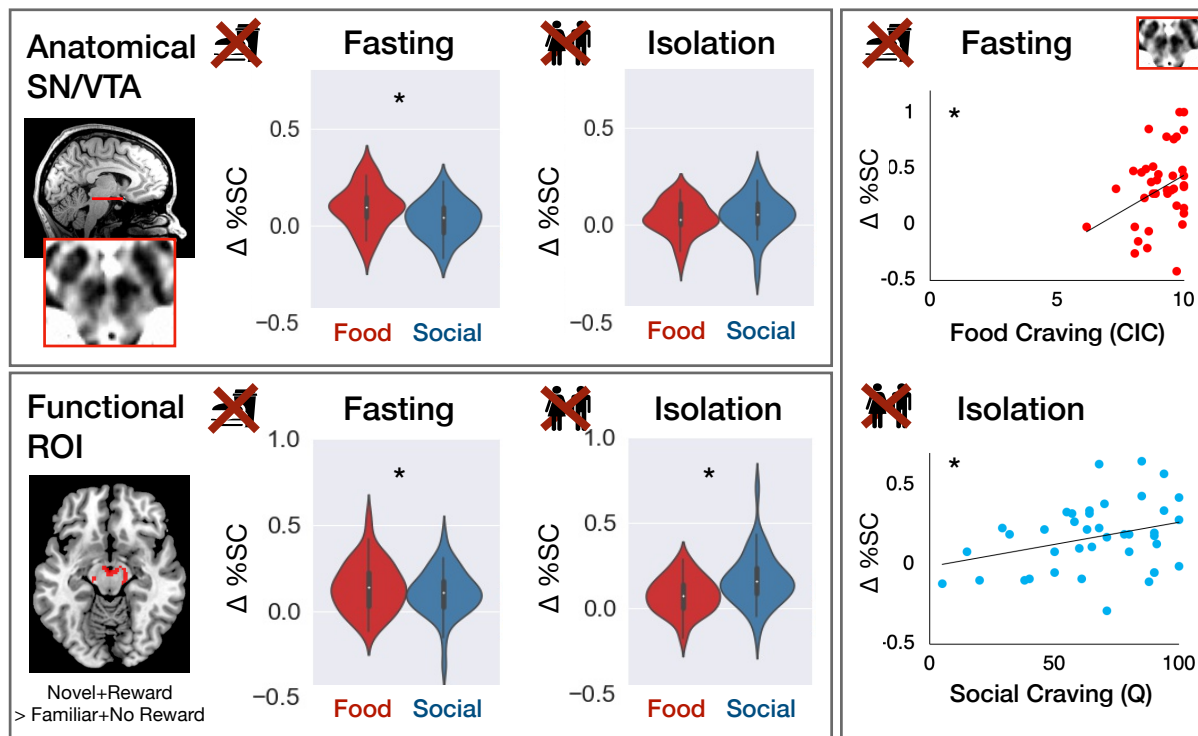 Anatomical
SN/VTA
Fasting
*
Δ %SC
0.5
0.0
−0.5
Food
Social
Isolation
Δ %SC
0.5
0.0
−0.5
Food
Social
Functional
ROI
Novel+Reward
> Familiar+No Reward
Fasting
*
Δ %SC
1.0
0.5
0.0
−0.5
Food
Social
Isolation
*
Δ %SC
1.0
0.5
0.0
−0.5
Food
Social
Fasting
*
Δ %SC
1
0.5
0
-0.5
0
5
10
Food Craving (CIC)
Isolation
*
Δ %SC
0.5
0
-0.5
0
50
100
Social Craving (Q)